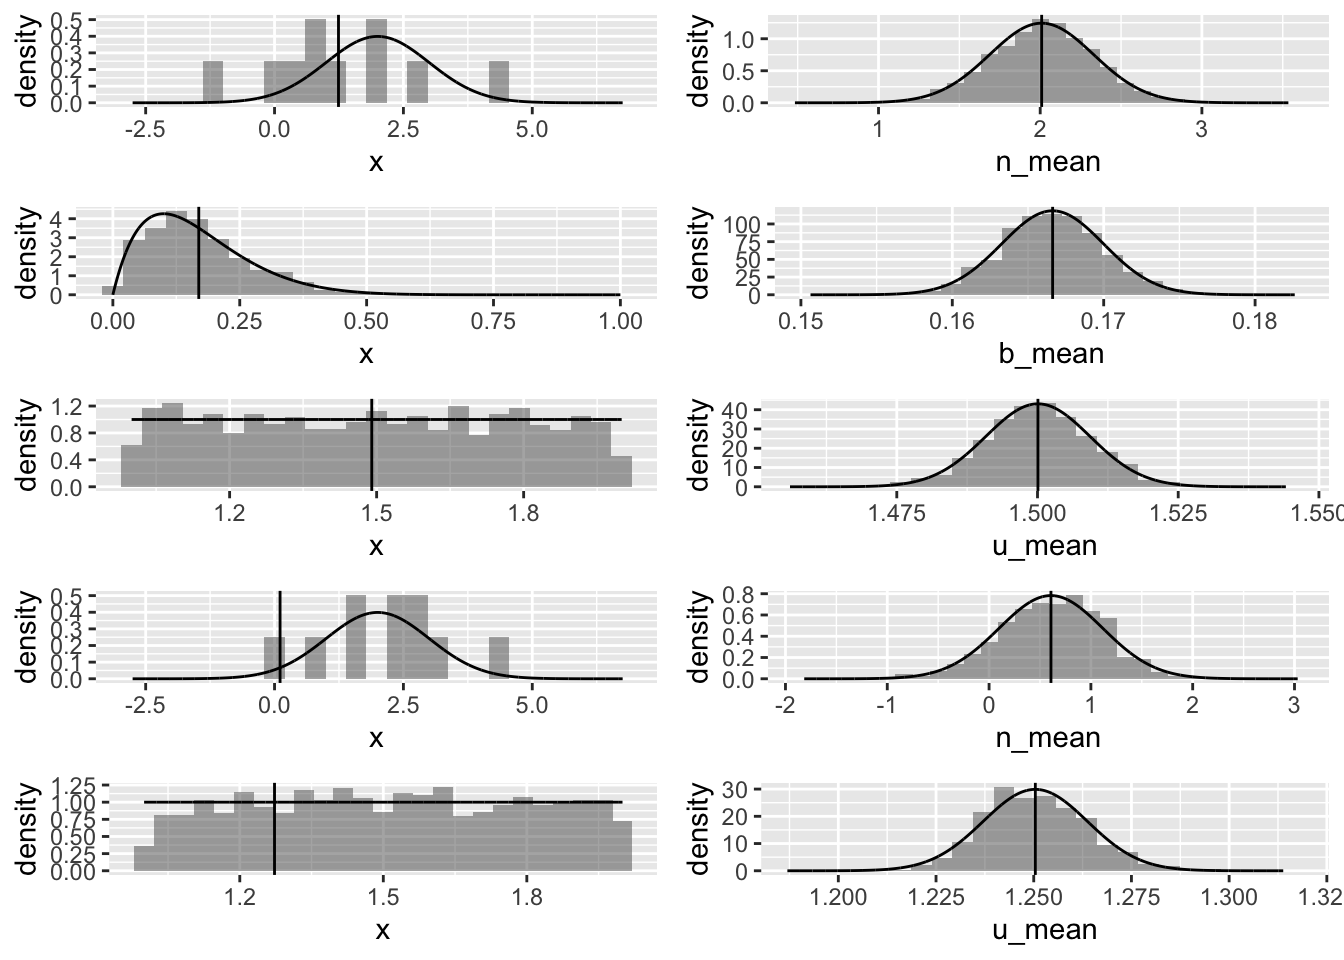 density
0.5
0.4
0.3
0.2
0.1
0.0
-2.5 0.0 2.5 5.0
x
density
1.0
0.5
0.0
1 2 3
n_mean
density
4
3
2
1
0
0.00 0.25 0.50 0.75 1.00
x
density
100
75
50
25
0
0.15 0.16 0.17 0.18
b_mean
density
1.2
0.8
0.4
0.0
1.2 1.5 1.8
x
density
40
30
20
10
0
1.475 1.500 1.525 1.550
u_mean
density
0.5
0.4
0.3
0.2
0.1
0.0
-2.5 0.0 2.5 5.0
x
density
0.8
0.6
0.4
0.2
0.0
-2 -1 0 1 2 3
n_mean
density
1.25
1.00
0.75
0.50
0.25
0.00
1.2 1.5 1.8
x
density
30
20
10
0
1.200 1.225 1.250 1.275 1.300 1.32
u_mean